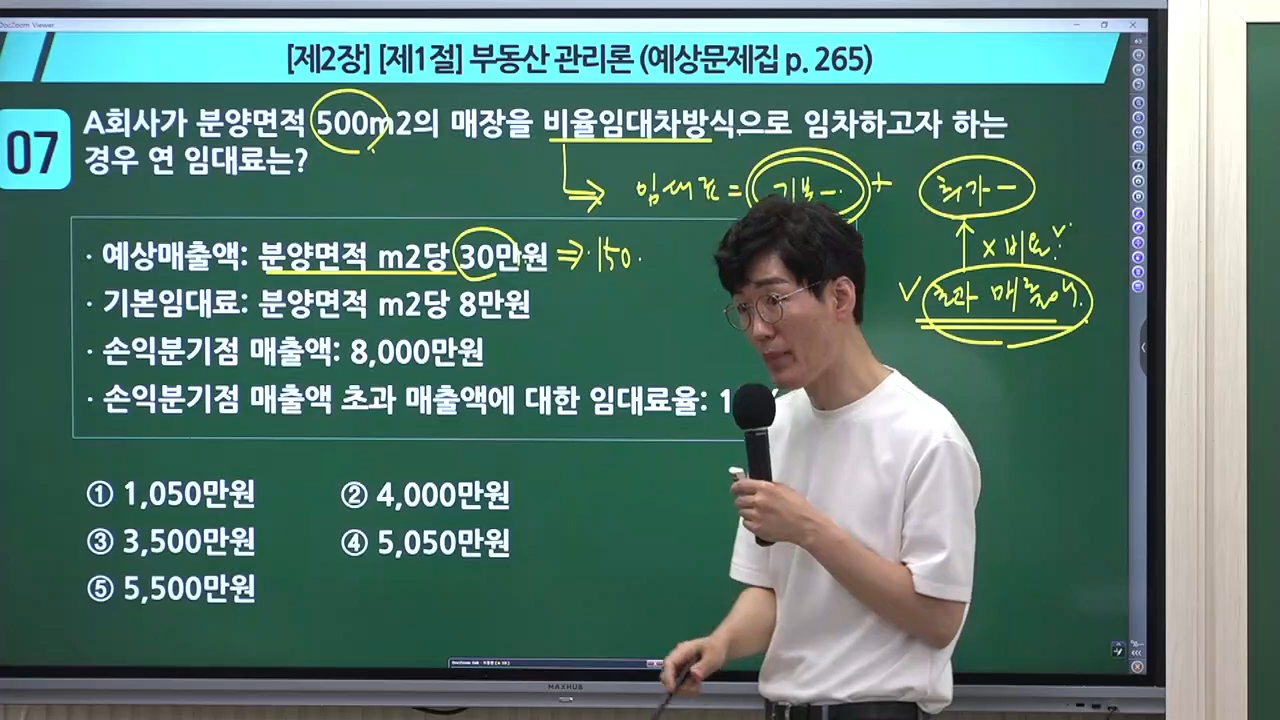 DocZoom Viewer
[제2장] [제1절] 부동산 관리론 (예상문제집 p. 265)
07
A회사가 분양면적 500m2의 매장을 비율임대차방식으로 임차하고자 하는
경우 연 임대료는?
임대료 = 기본 - + 추가 -
· 예상매출액: 분양면적 m2당 30만원 ⇒ 150
× 비율
초과 매출액
· 기본임대료: 분양면적 m2당 8만원
· 손익분기점 매출액: 8,000만원
· 손익분기점 매출액 초과 매출액에 대한 임대료율: 1
① 1,050만원 ② 4,000만원
③ 3,500만원 ④ 5,050만원
⑤ 5,500만원
MAXHUB